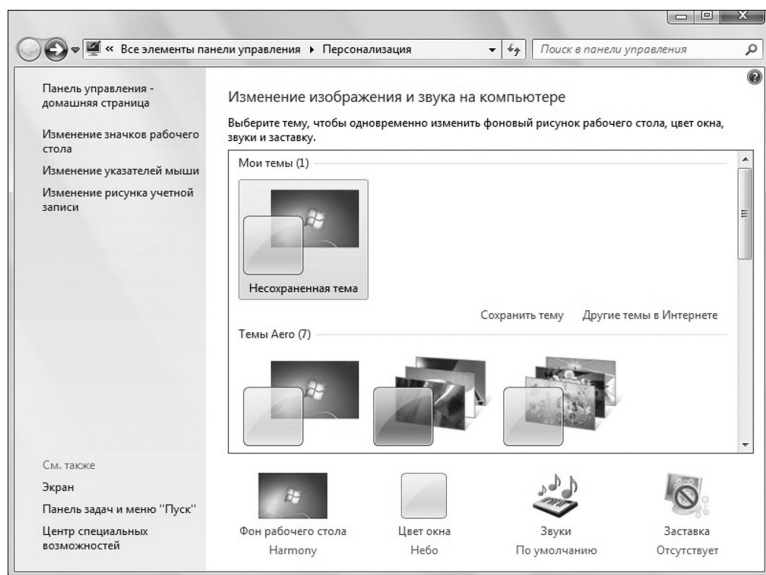 « Все элементы панели управления ▸ Персонализация
Поиск в панели управления
Панель управления -
домашняя страница
Изменение значков рабочего
стола
Изменение указателей мыши
Изменение рисунка учетной
записи
См. также
Экран
Панель задач и меню "Пуск"
Центр специальных
возможностей
Изменение изображения и звука на компьютере
Выберите тему, чтобы одновременно изменить фоновый рисунок рабочего стола, цвет окна,
звуки и заставку.
Мои темы (1)
Несохраненная тема
Сохранить тему Другие темы в Интернете
Темы Aero (7)
Фон рабочего стола
Harmony
Цвет окна
Небо
Звуки
По умолчанию
Заставка
Отсутствует